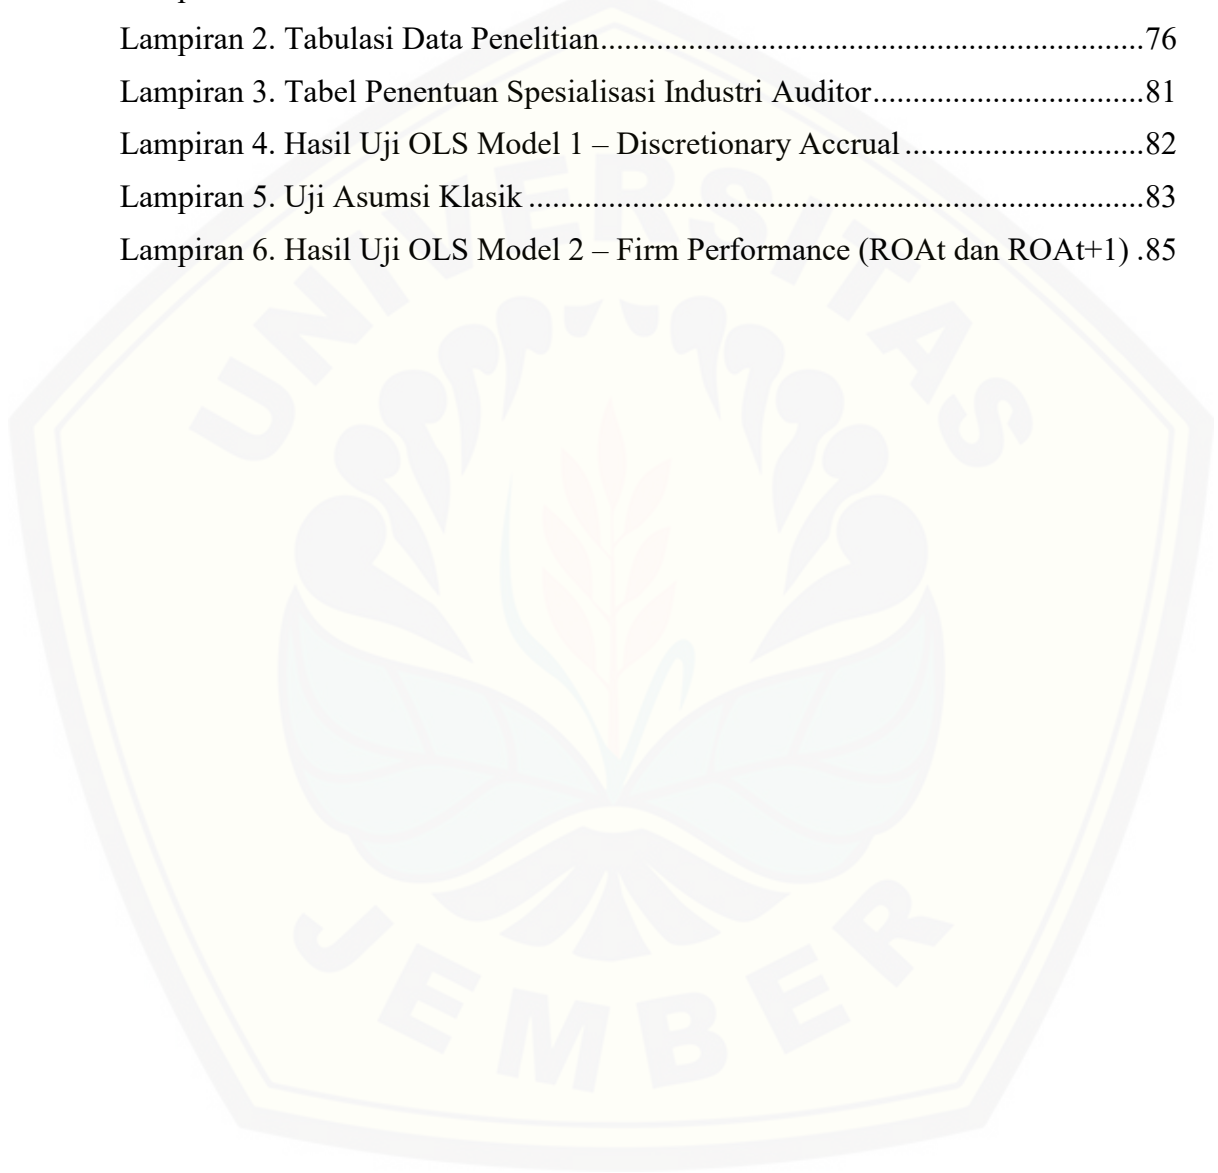 Lampiran 2. Tabulasi Data Penelitian....................................................................76
Lampiran 3. Tabel Penentuan Spesialisasi Industri Auditor..................................81
Lampiran 4. Hasil Uji OLS Model 1 – Discretionary Accrual..............................82
Lampiran 5. Uji Asumsi Klasik.............................................................................83
Lampiran 6. Hasil Uji OLS Model 2 – Firm Performance (ROAt dan ROAt+1) .85
UNIVERSITAS
JEMBER